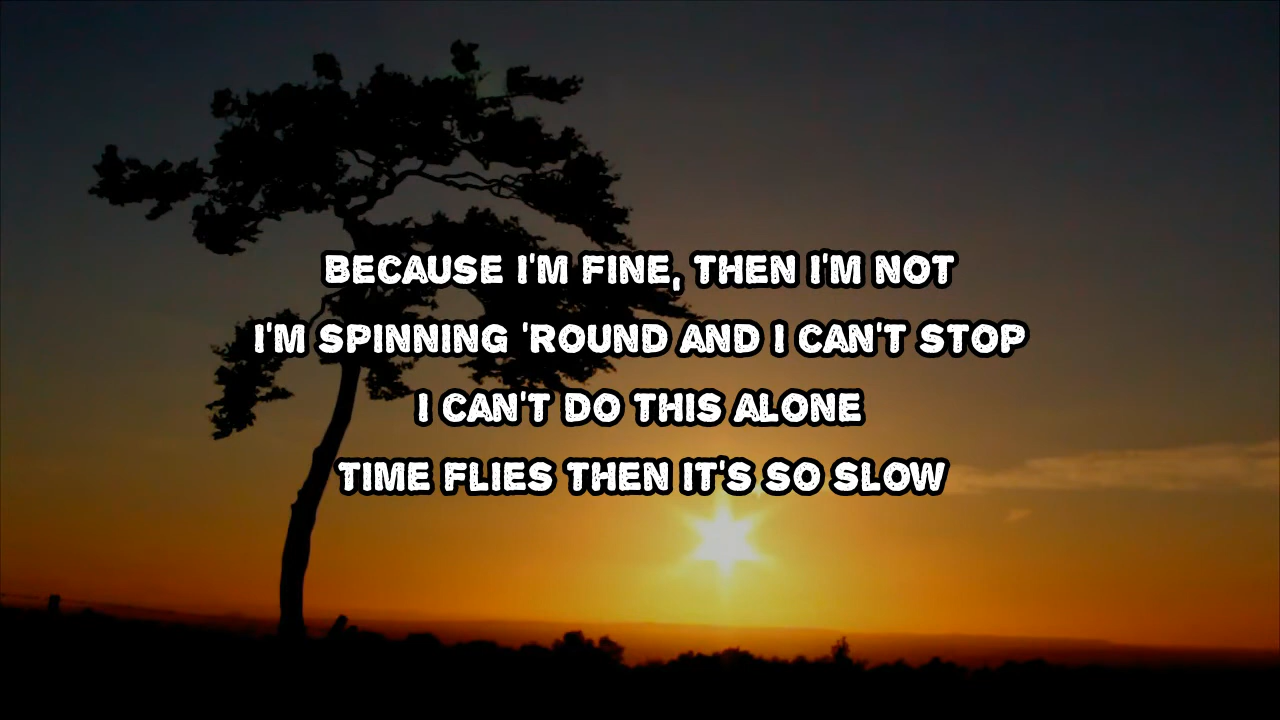 BECAUSE I'M FINE, THEN I'M NOT
I'M SPINNING 'ROUND AND I CAN'T STOP
I CAN'T DO THIS ALONE
TIME FLIES THEN IT'S SO SLOW